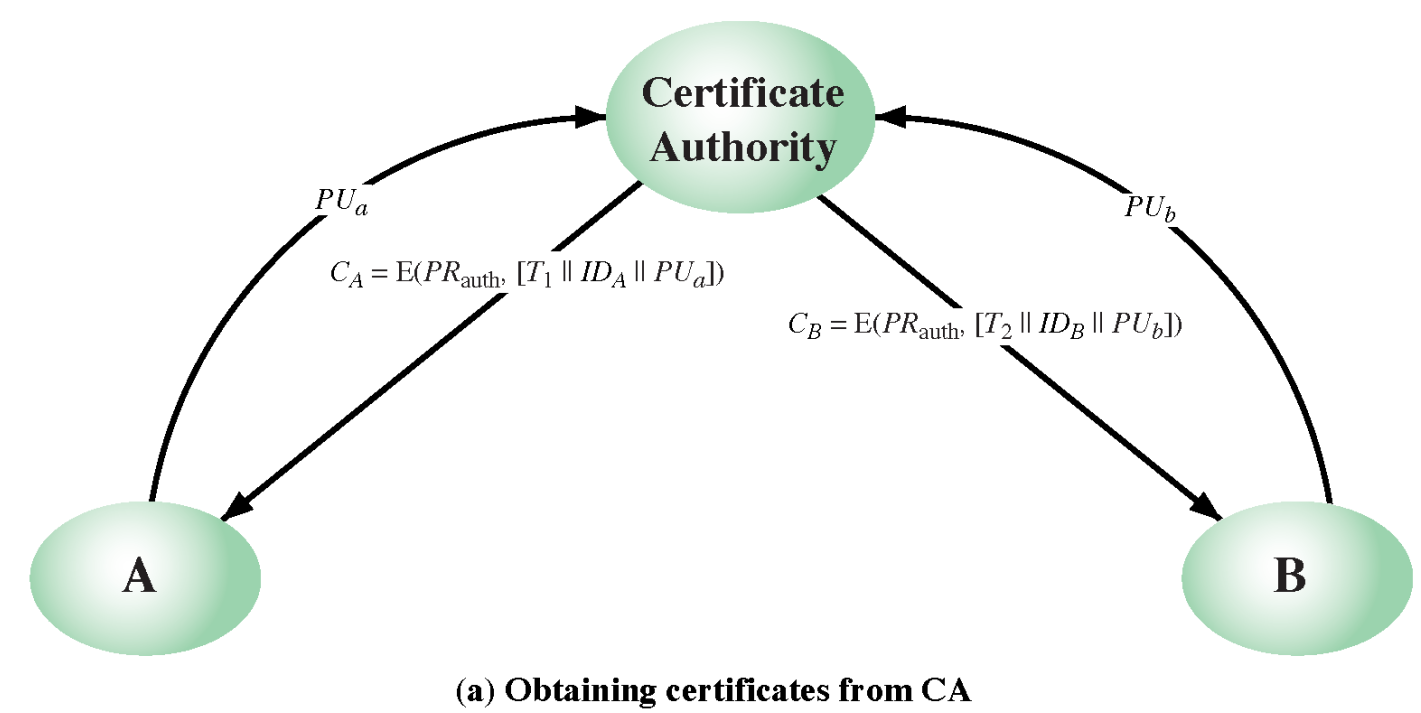 Certificate
Authority
PUa
PUb
CA = E(PRauth, [T1 || IDA || PUa])
CB = E(PRauth, [T2 || IDB || PUb])
A
B
(a) Obtaining certificates from CA